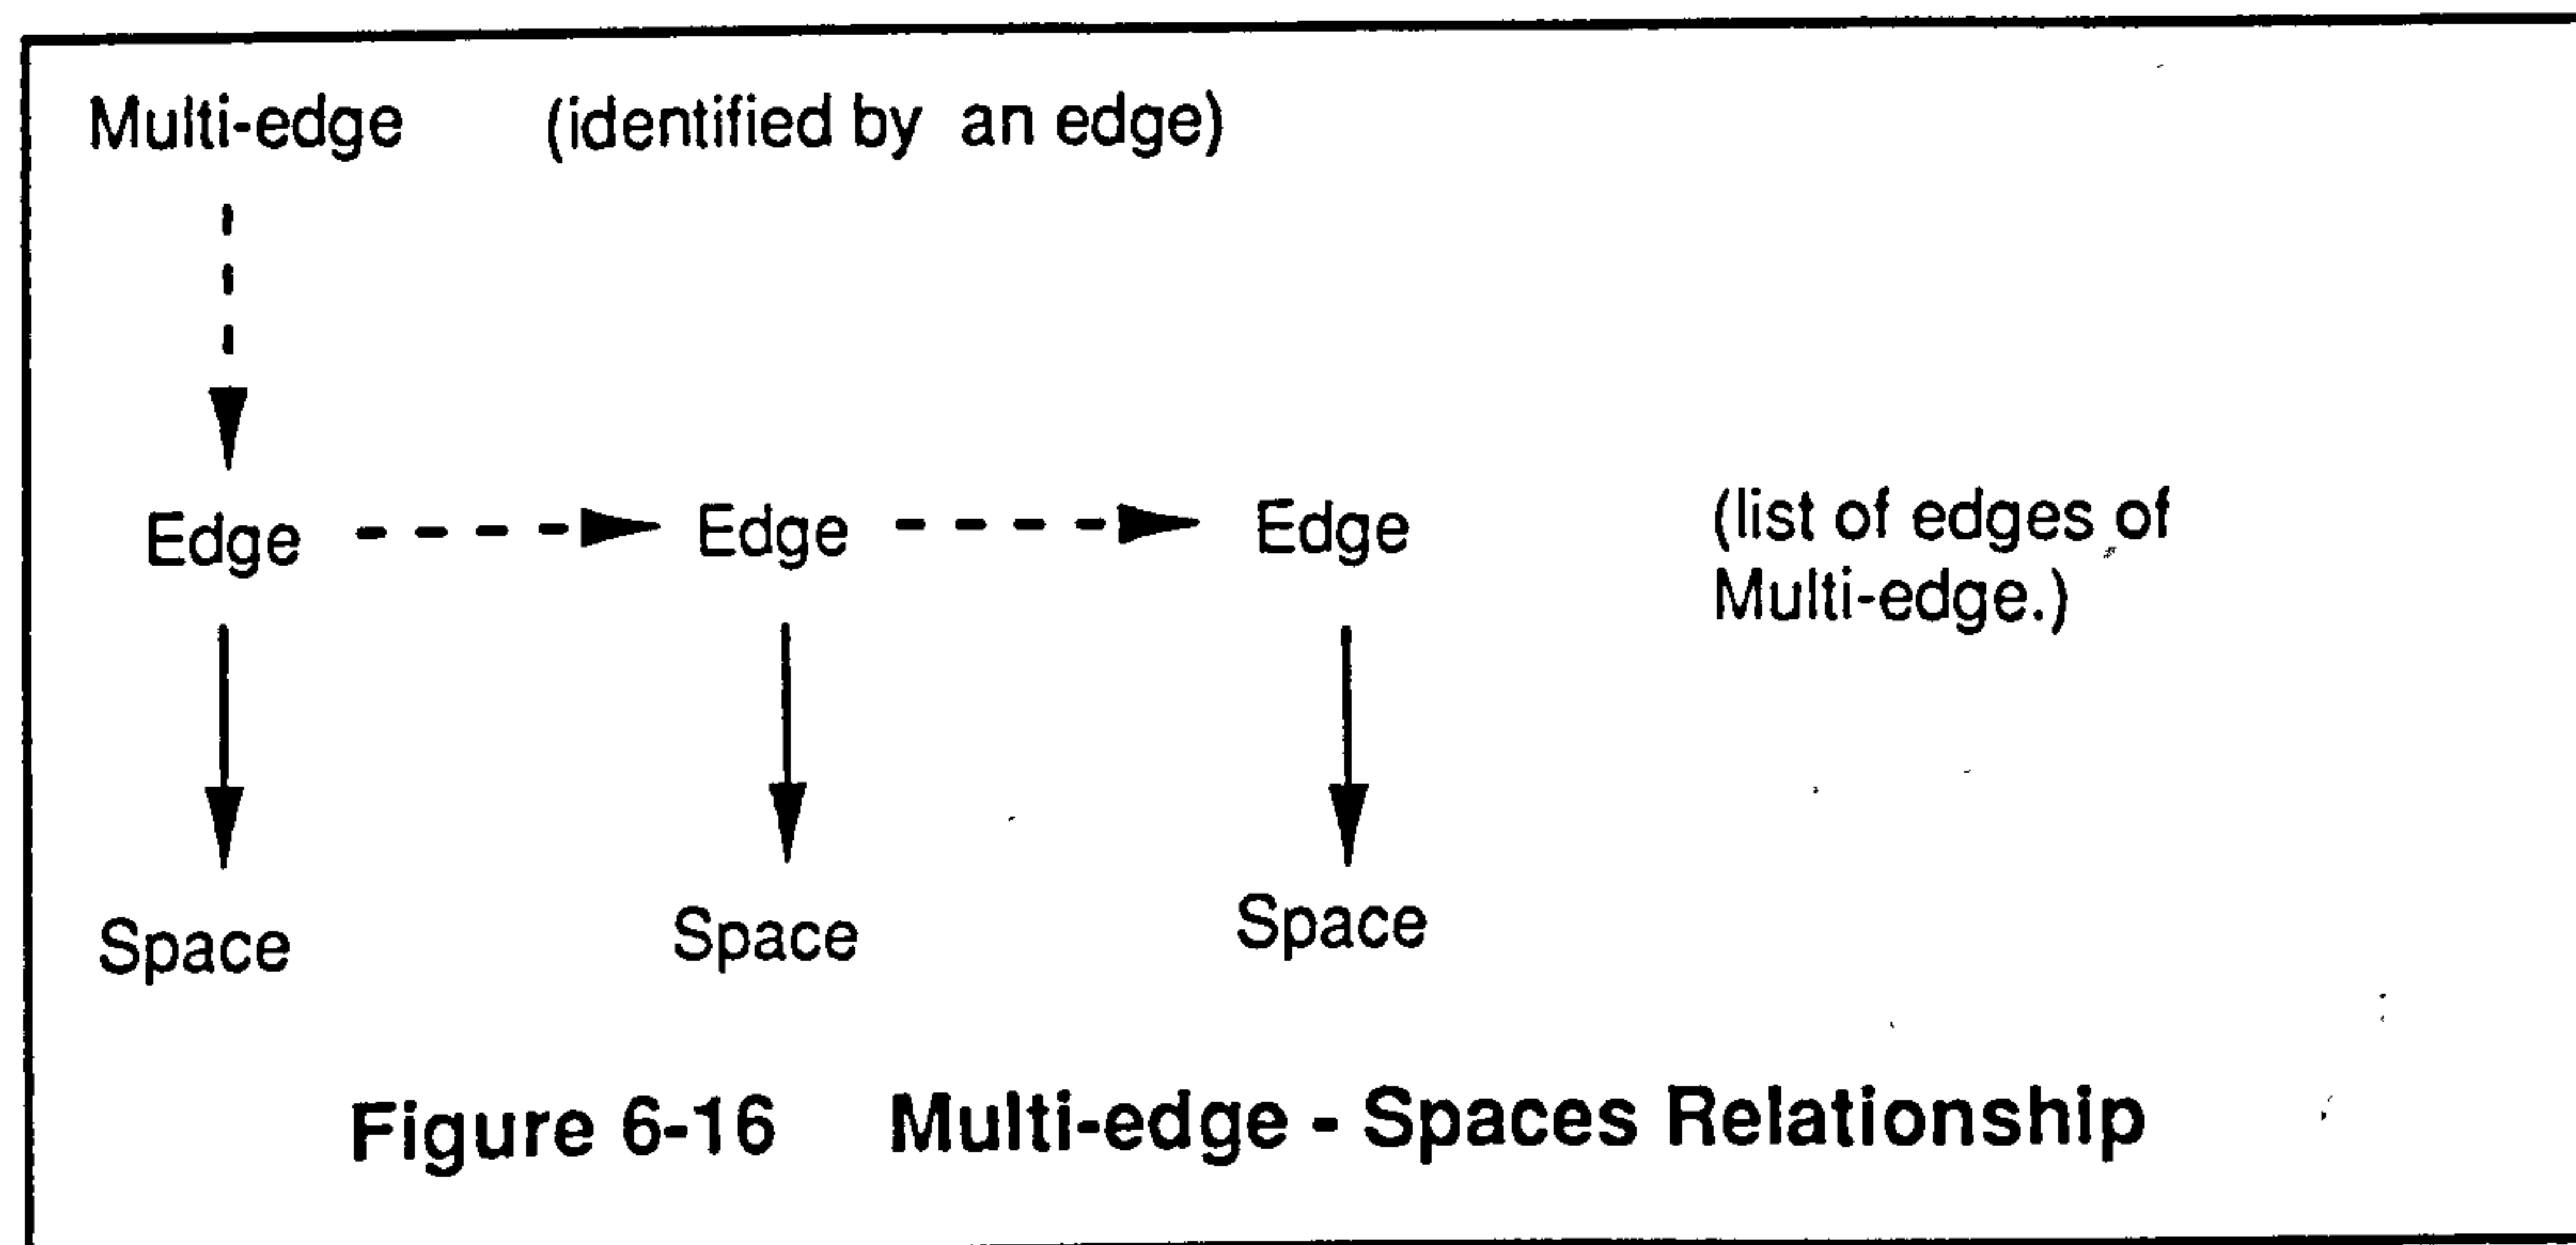 Multi-edge (identified by an edge)
Edge Edge Edge (list of edges of
Multi-edge.)
Space Space Space
Figure 6-16 Multi-edge - Spaces Relationship